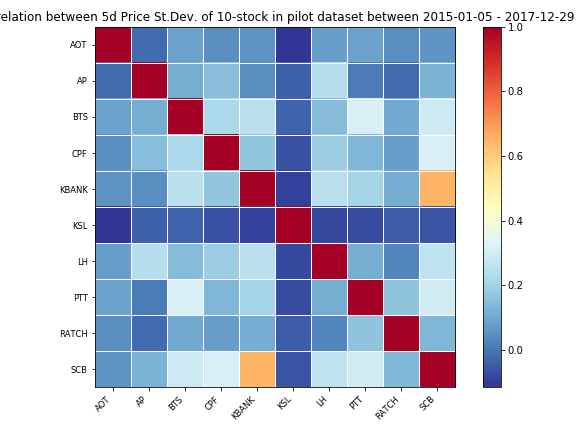 relation between 5d Price St.Dev. of 10-stock in pilot dataset between 2015-01-05 - 2017-12-29
AOT
AP
BTS
CPF
KBANK
KSL
LH
PTT
RATCH
SCB
AOT AP BTS CPF KBANK KSL LH PTT RATCH SCB
1.0
0.8
0.6
0.4
0.2
0.0